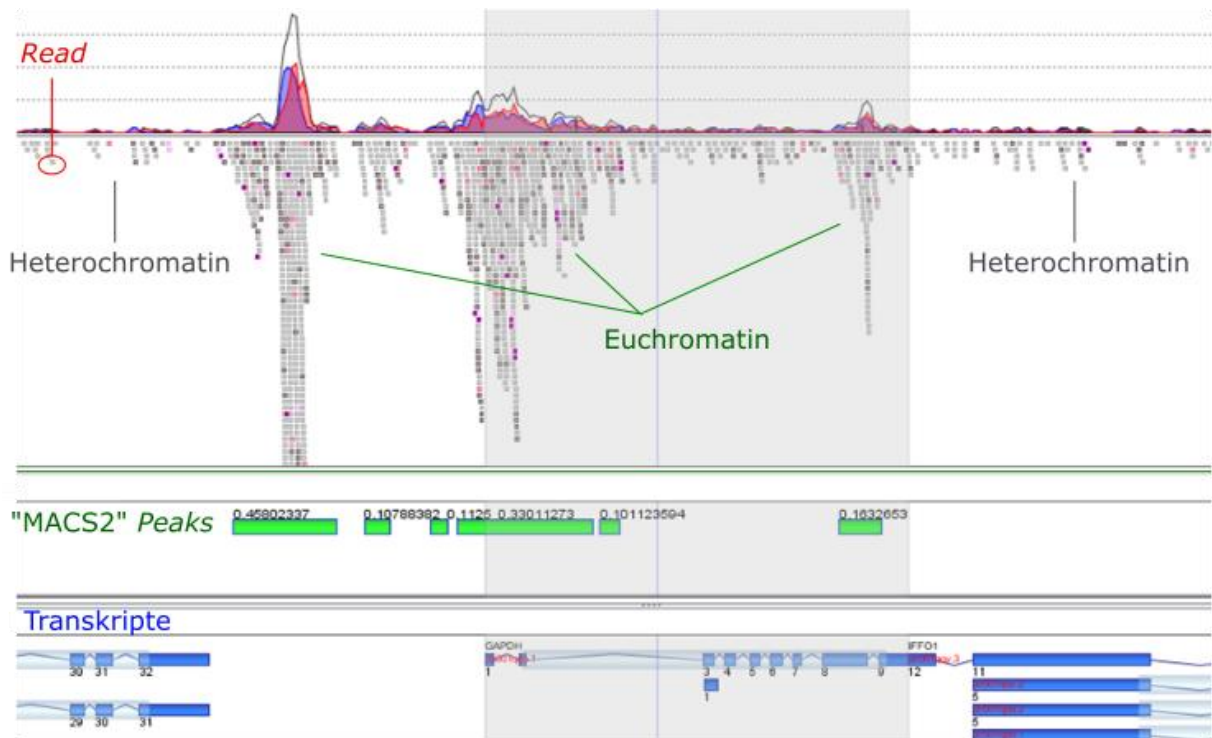 Read
Heterochromatin
Heterochromatin
Euchromatin
"MACS2" Peaks
0.45802337 0.10788382 0.1125 0.33011273 0.101123594 0.1632653
Transkripte
GAPDH IFFO1
30 31 32 1 3 4 5 6 7 8 9 12 11
1
5
29 30 31 5